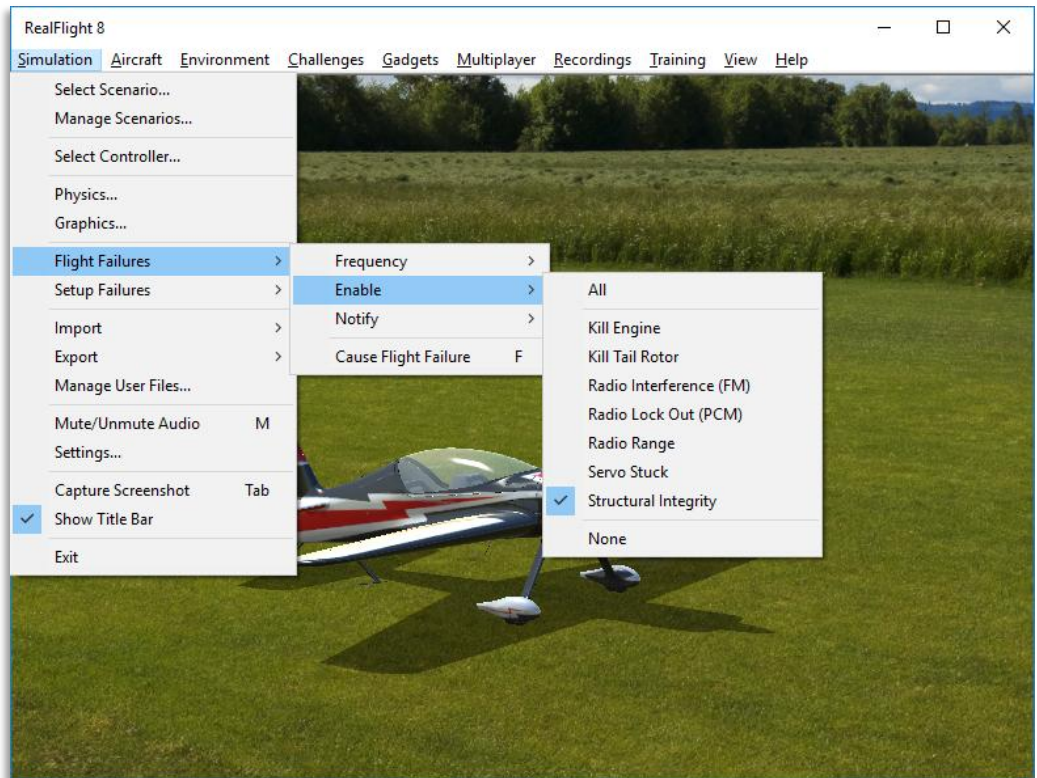 RealFlight 8
Simulation Aircraft Environment Challenges Gadgets Multiplayer Recordings Training View Help
Select Scenario...
Manage Scenarios...
Select Controller...
Physics...
Graphics...
Flight Failures
Setup Failures
Import
Export
Manage User Files...
Mute/Unmute Audio M
Settings...
Capture Screenshot Tab
Show Title Bar
Exit
Frequency
Enable
Notify
Cause Flight Failure F
All
Kill Engine
Kill Tail Rotor
Radio Interference (FM)
Radio Lock Out (PCM)
Radio Range
Servo Stuck
Structural Integrity
None